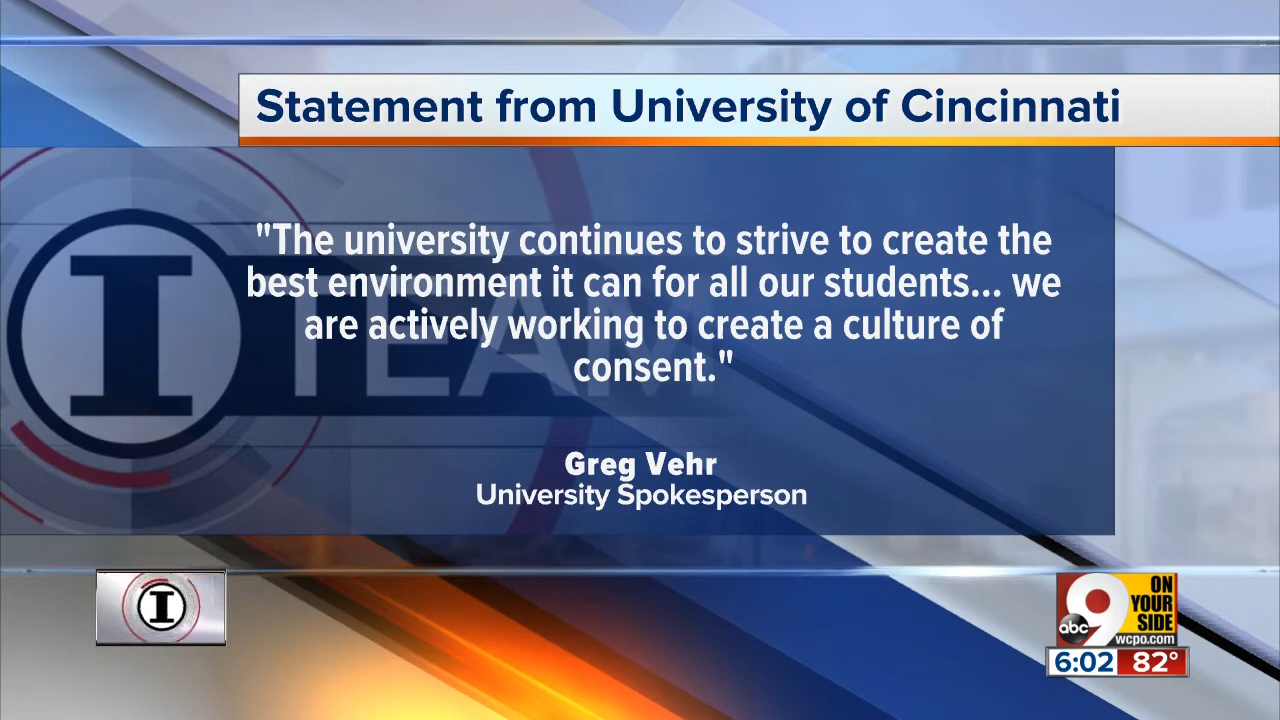 Statement from University of Cincinnati
"The university continues to strive to create the
best environment it can for all our students... we
are actively working to create a culture of
consent."
Greg Vehr
University Spokesperson
I TEAM
I
abc 9 ON
YOUR
SIDE
wcpo.com
6:02 82°